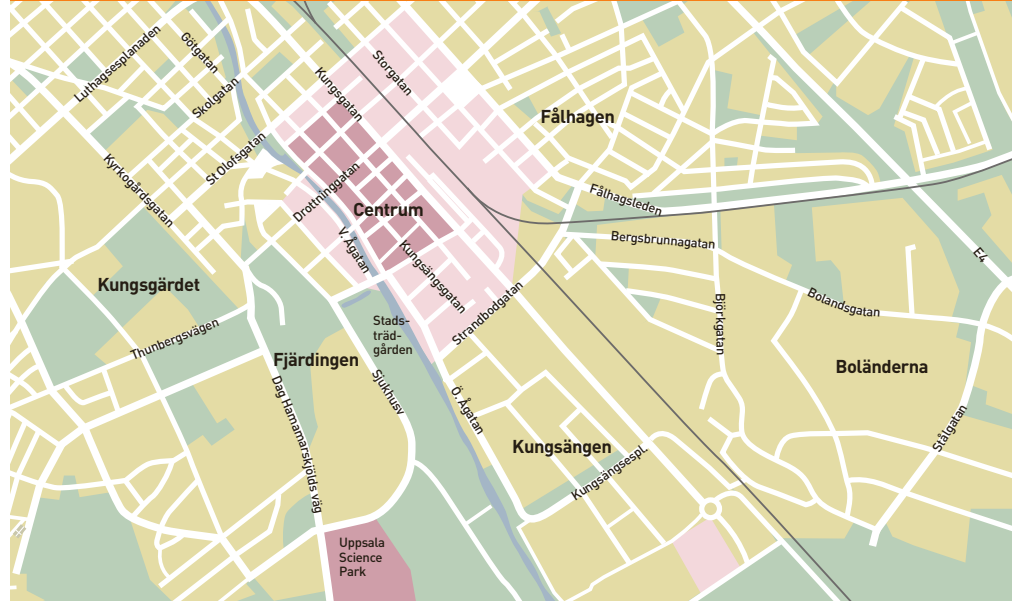 Luthagsesplanaden
Götgatan
Skolgatan
Kungsgatan
Storgatan
Fålhagen
St Olofsgatan
Kyrkogårdsgatan
Drottninggatan
Centrum
Fålhagsleden
V. Ågatan
Kungsängsgatan
Bergsbrunnagatan
E4
Kungsgärdet
Strandbodgatan
Björkgatan
Bolandsgatan
Thunbergsvägen
Stads-
träd-
gården
Fjärdingen
Boländerna
Sjukhusv
Dag Hamamarskjölds väg
Ö. Ågatan
Kungsängen
Stålgatan
Kungsängsespl.
Uppsala
Science
Park